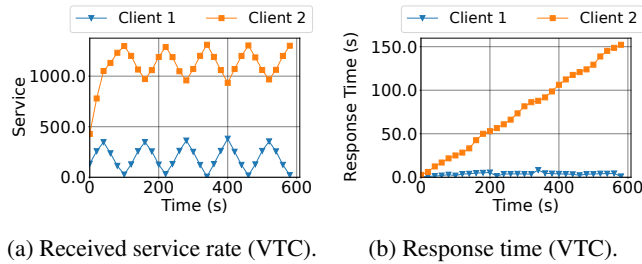 Client 1 Client 2
Service
1000.0
500.0
0.0
0 200 400 600
Time (s)
(a) Received service rate (VTC).
Client 1 Client 2
Response Time (s)
150.0
100.0
50.0
0.0
0 200 400 600
Time (s)
(b) Response time (VTC).